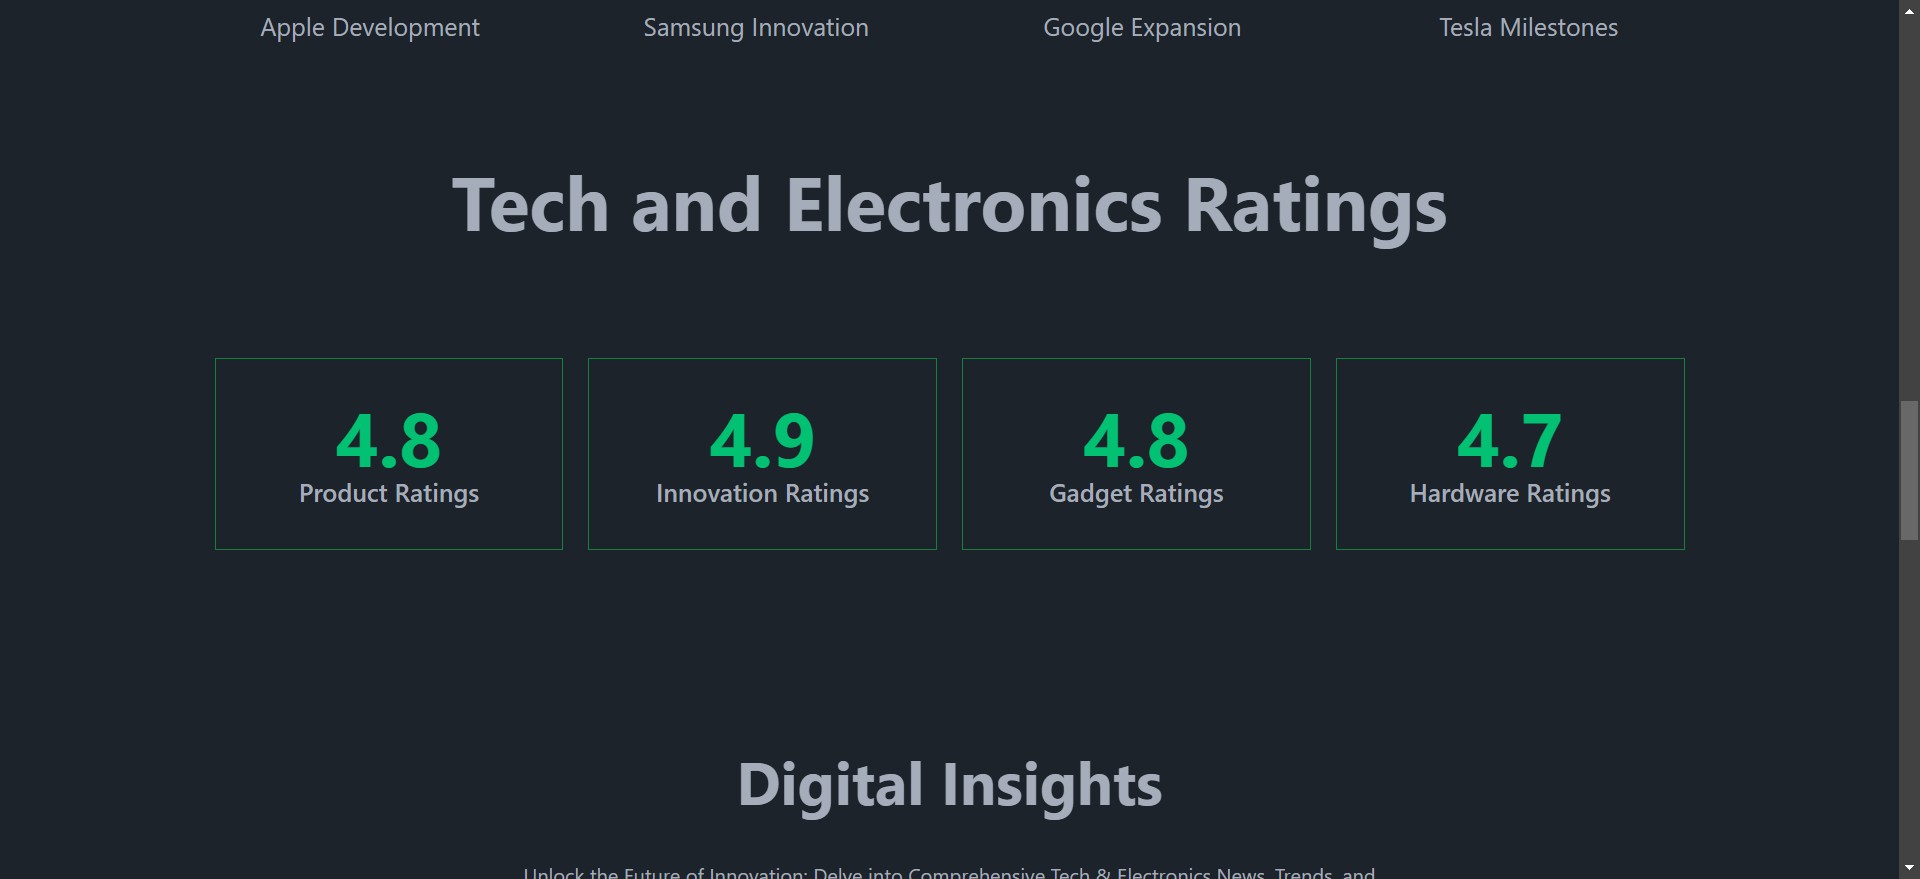 Apple Development Samsung Innovation Google Expansion Tesla Milestones
Tech and Electronics Ratings
4.8 4.9 4.8 4.7
Product Ratings Innovation Ratings Gadget Ratings Hardware Ratings
Digital Insights
Unlock the Future of Innovation: Delve into Comprehensive Tech & Electronics News, Trends, and